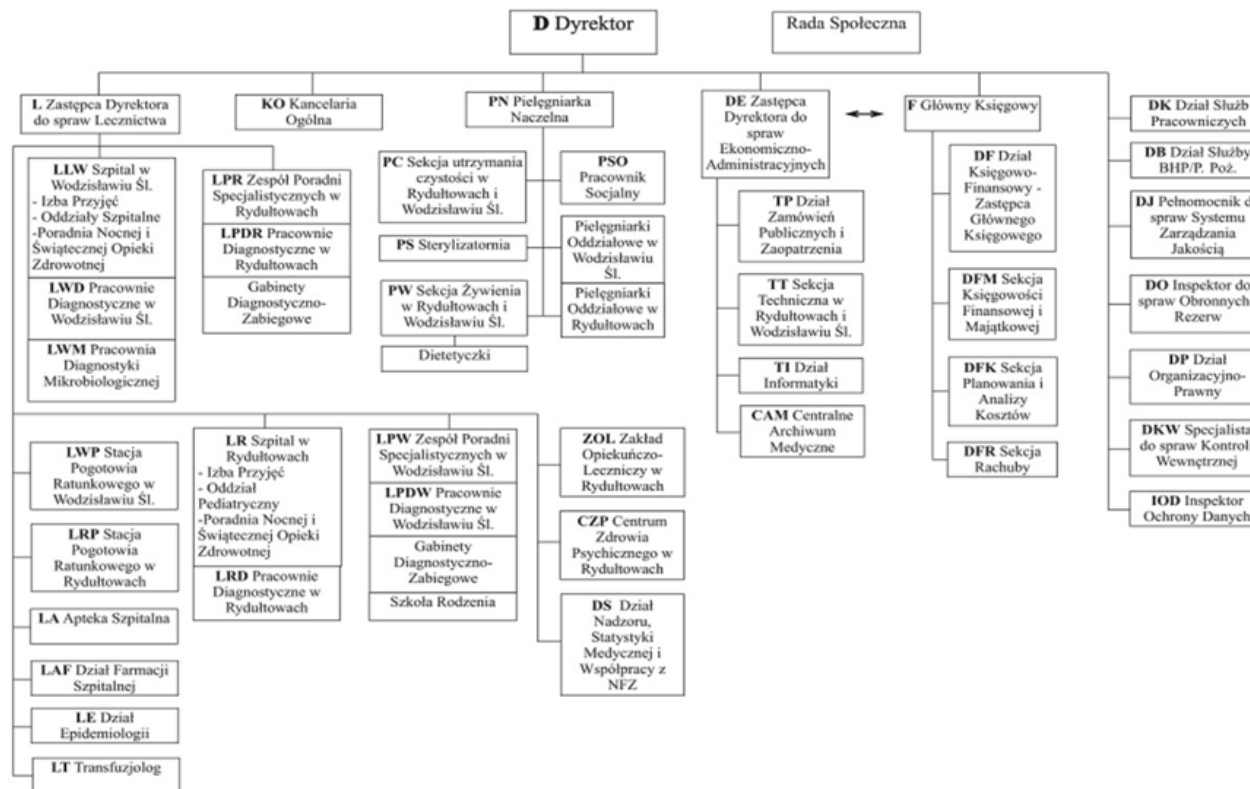 D Dyrektor
Rada Społeczna
L Zastępca Dyrektora
do spraw Lecznictwa
KO Kancelaria
Ogólna
PN Pielęgniarka
Naczelna
DE Zastępca
Dyrektora do
spraw
Ekonomiczno-
Administracyjnych
F Główny Księgowy
DK Dział Służb
Pracowniczych
DB Dział Służby
BHP/P. Poż.
DJ Pełnomocnik d
spraw Systemu
Zarządzania
Jakością
DO Inspektor do
spraw Obronnych
Rezerw
DP Dział
Organizacyjno-
Prawny
DKW Specjalista
do spraw Kontrol
Wewnętrznej
IOD Inspektor
Ochrony Danych
LLW Szpital w
Wodzisławiu Śl.
- Izba Przyjęć
- Oddziały Szpitalne
-Poradnia Nocnej i
Świątecznej Opieki
Zdrowotnej
LWD Pracownie
Diagnostyczne w
Wodzisławiu Śl.
LWM Pracownia
Diagnostyki
Mikrobiologicznej
LPR Zespół Poradni
Specjalistycznych w
Rydułtowach
LPDR Pracownie
Diagnostyczne w
Rydułtowach
Gabinety
Diagnostyczno-
Zabiegowe
PC Sekcja utrzymania
czystości w
Rydułtowach i
Wodzisławiu Śl.
PS Sterylizatornia
PW Sekcja Żywienia
w Rydułtowach i
Wodzisławiu Śl.
Dietetyczki
PSO
Pracownik
Socjalny
Pielęgniarki
Oddziałowe w
Wodzisławiu
Śl.
Pielęgniarki
Oddziałowe w
Rydułtowach
TP Dział
Zamówień
Publicznych i
Zaopatrzenia
TT Sekcja
Techniczna w
Rydułtowach i
Wodzisławiu Śl.
TI Dział
Informatyki
CAM Centralne
Archiwum
Medyczne
DF Dział
Księgowo-
Finansowy -
Zastępca
Głównego
Księgowego
DFM Sekcja
Księgowości
Finansowej i
Majątkowej
DFK Sekcja
Planowania i
Analizy
Kosztów
DFR Sekcja
Rachuby
LWP Stacja
Pogotowia
Ratunkowego w
Wodzisławiu Śl.
LRP Stacja
Pogotowia
Ratunkowego w
Rydułtowach
LA Apteka Szpitalna
LAF Dział Farmacji
Szpitalnej
LE Dział
Epidemiologii
LT Transfuzjolog
LR Szpital w
Rydułtowach
- Izba Przyjęć
- Oddział
Pediatryczny
-Poradnia Nocnej i
Świątecznej Opieki
Zdrowotnej
LRD Pracownie
Diagnostyczne w
Rydułtowach
LPW Zespół Poradni
Specjalistycznych w
Wodzisławiu Śl.
LPDW Pracownie
Diagnostyczne w
Wodzisławiu Śl.
Gabinety
Diagnostyczno-
Zabiegowe
Szkoła Rodzenia
ZOL Zakład
Opiekuńczo-
Leczniczy w
Rydułtowach
CZP Centrum
Zdrowia
Psychicznego w
Rydułtowach
DS Dział
Nadzoru,
Statystyki
Medycznej i
Współpracy z
NFZ